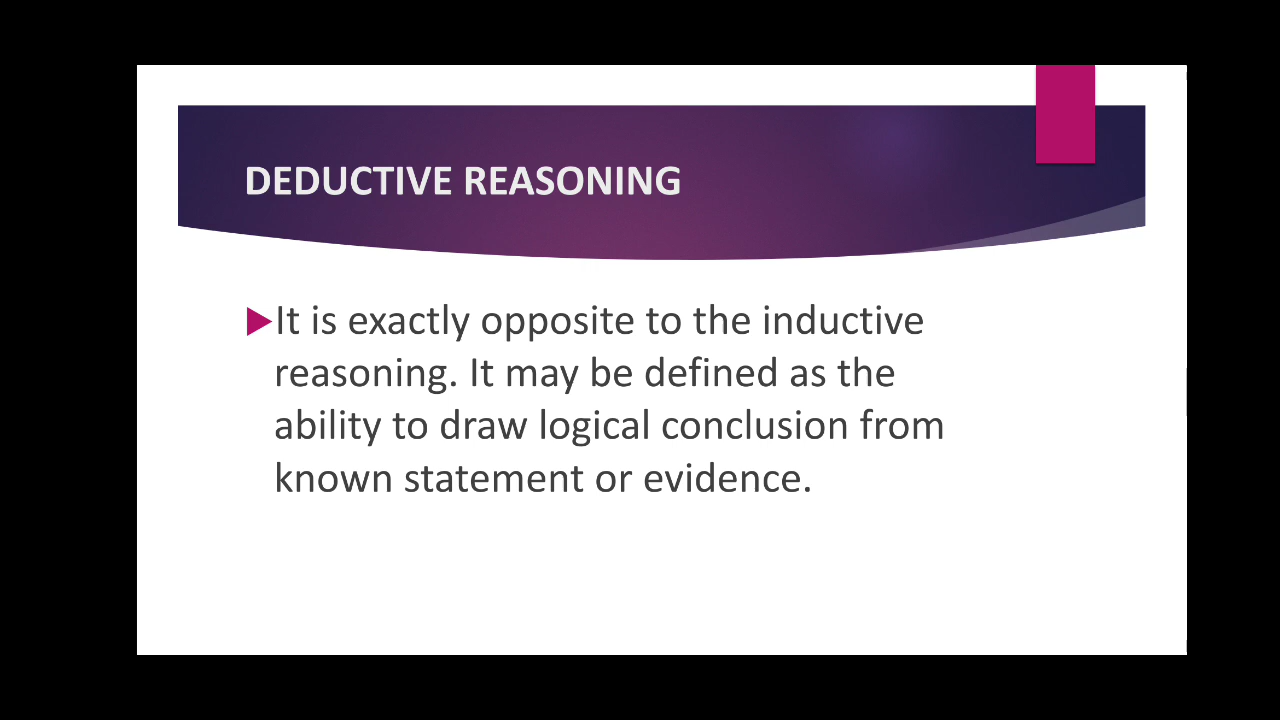 DEDUCTIVE REASONING
It is exactly opposite to the inductive
reasoning. It may be defined as the
ability to draw logical conclusion from
known statement or evidence.